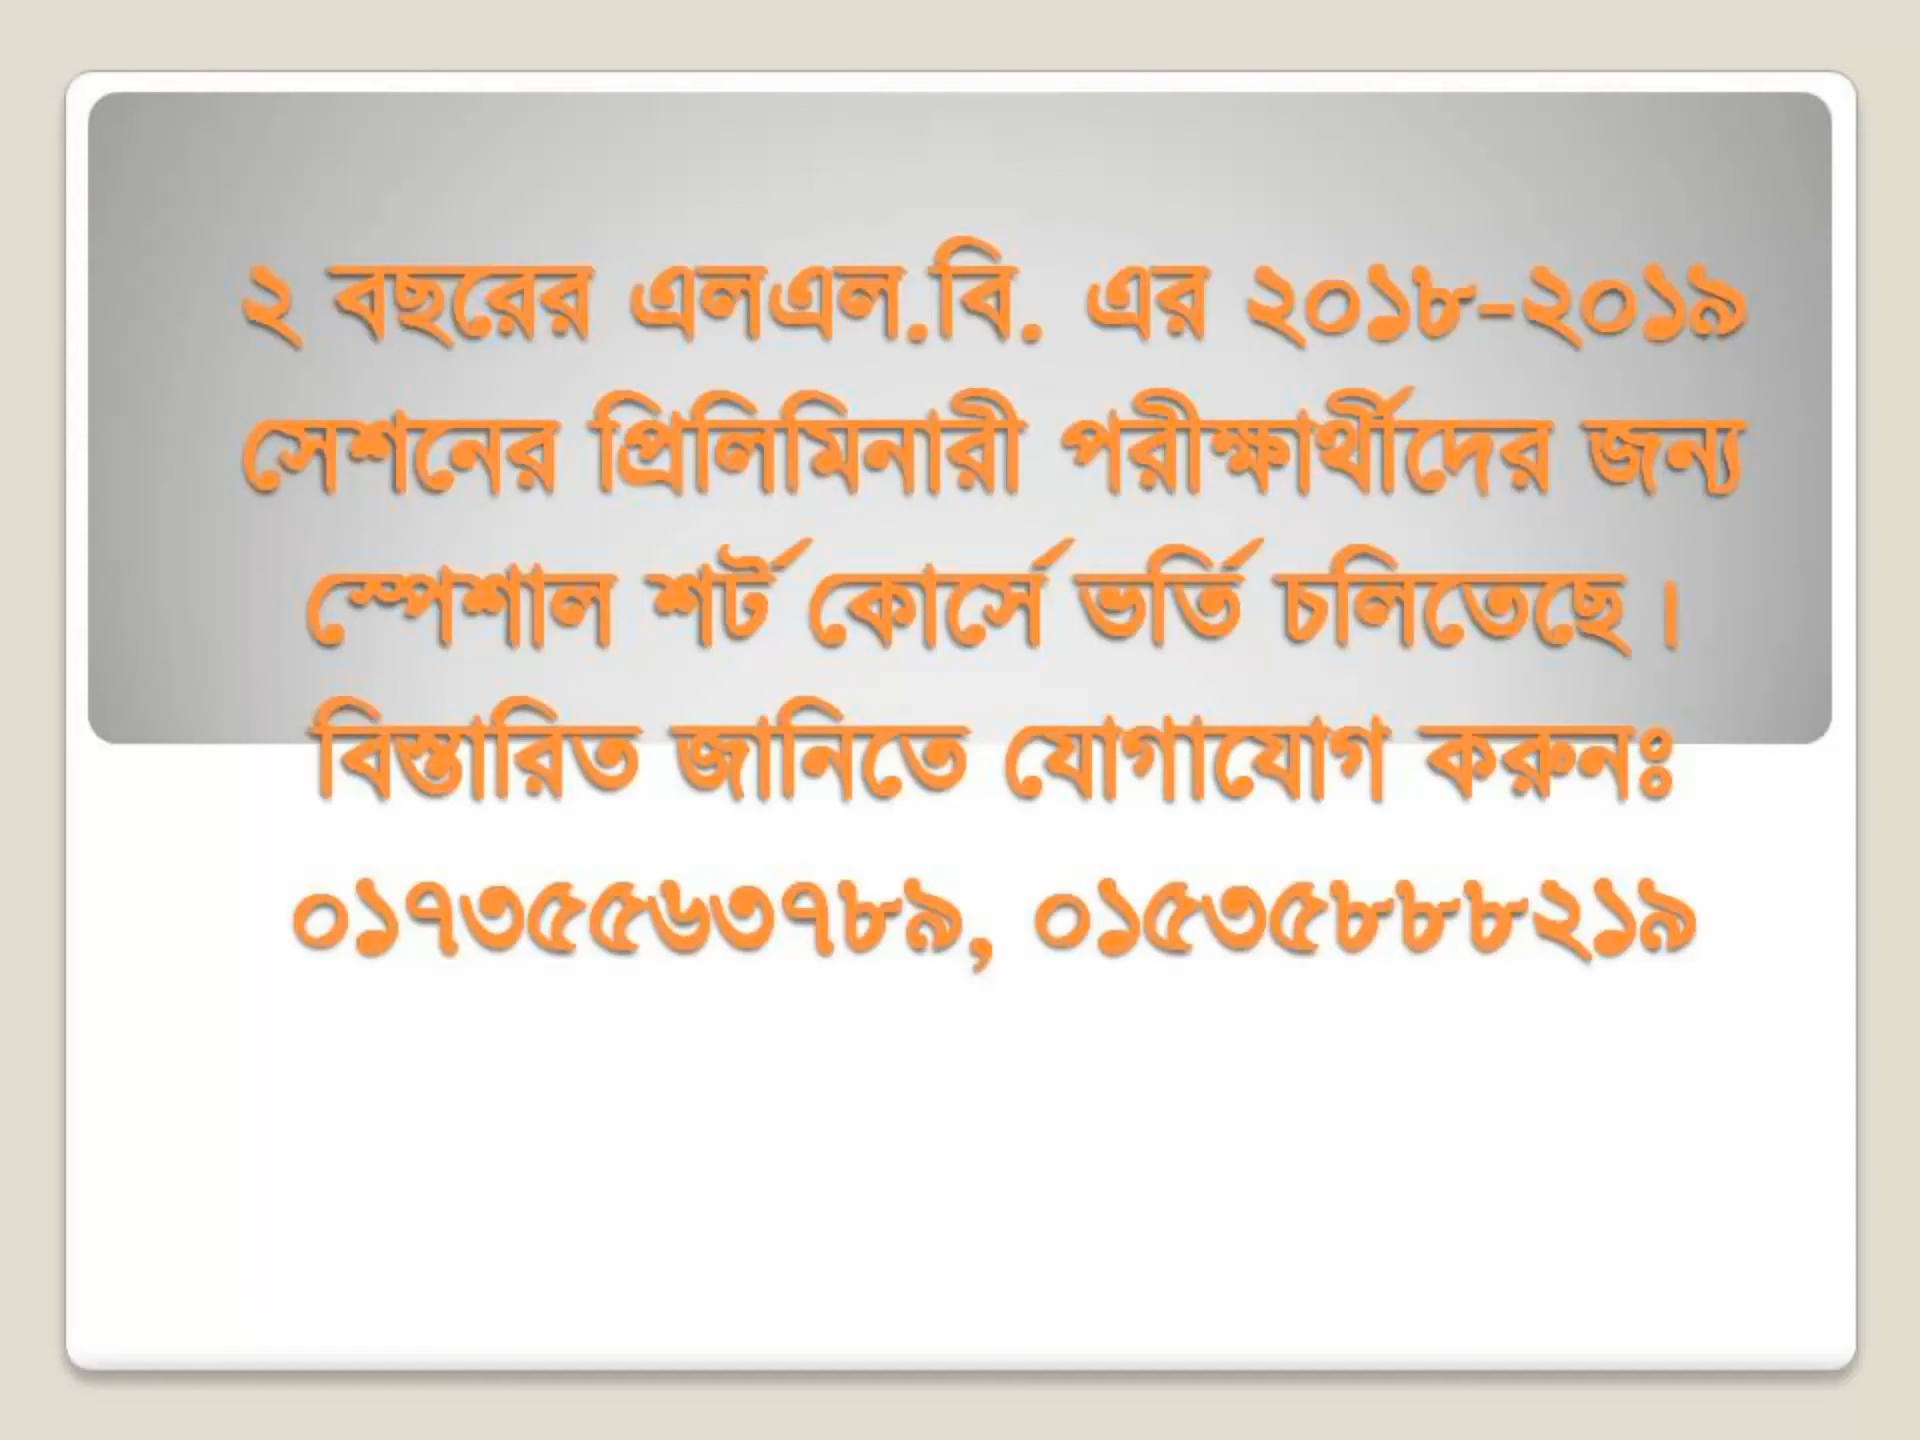 ২ বছরের এলএল.বি. এর ২০১৮-২০১৯
সেশনের প্রিলিমিনারী পরীক্ষার্থীদের জন্য
স্পেশাল শর্ট কোর্সে ভর্তি চলিতেছে।
বিস্তারিত জানিতে যোগাযোগ করুনঃ
০১৭৩৫৫৬৩৭৮৯, ০১৫৩৫৮৮৮২১৯